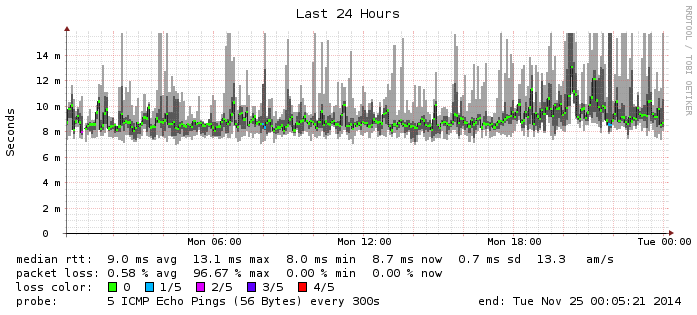 Last 24 Hours
RRDTOOL / TOBI OETIKER
Seconds
14 m
12 m
10 m
8 m
6 m
4 m
2 m
0
Mon 06:00 Mon 12:00 Mon 18:00 Tue 00:00
median rtt: 9.0 ms avg 13.1 ms max 8.0 ms min 8.7 ms now 0.7 ms sd 13.3 am/s
packet loss: 0.58 % avg 96.67 % max 0.00 % min 0.00 % now
loss color: 0 1/5 2/5 3/5 4/5
probe: 5 ICMP Echo Pings (56 Bytes) every 300s end: Tue Nov 25 00:05:21 2014